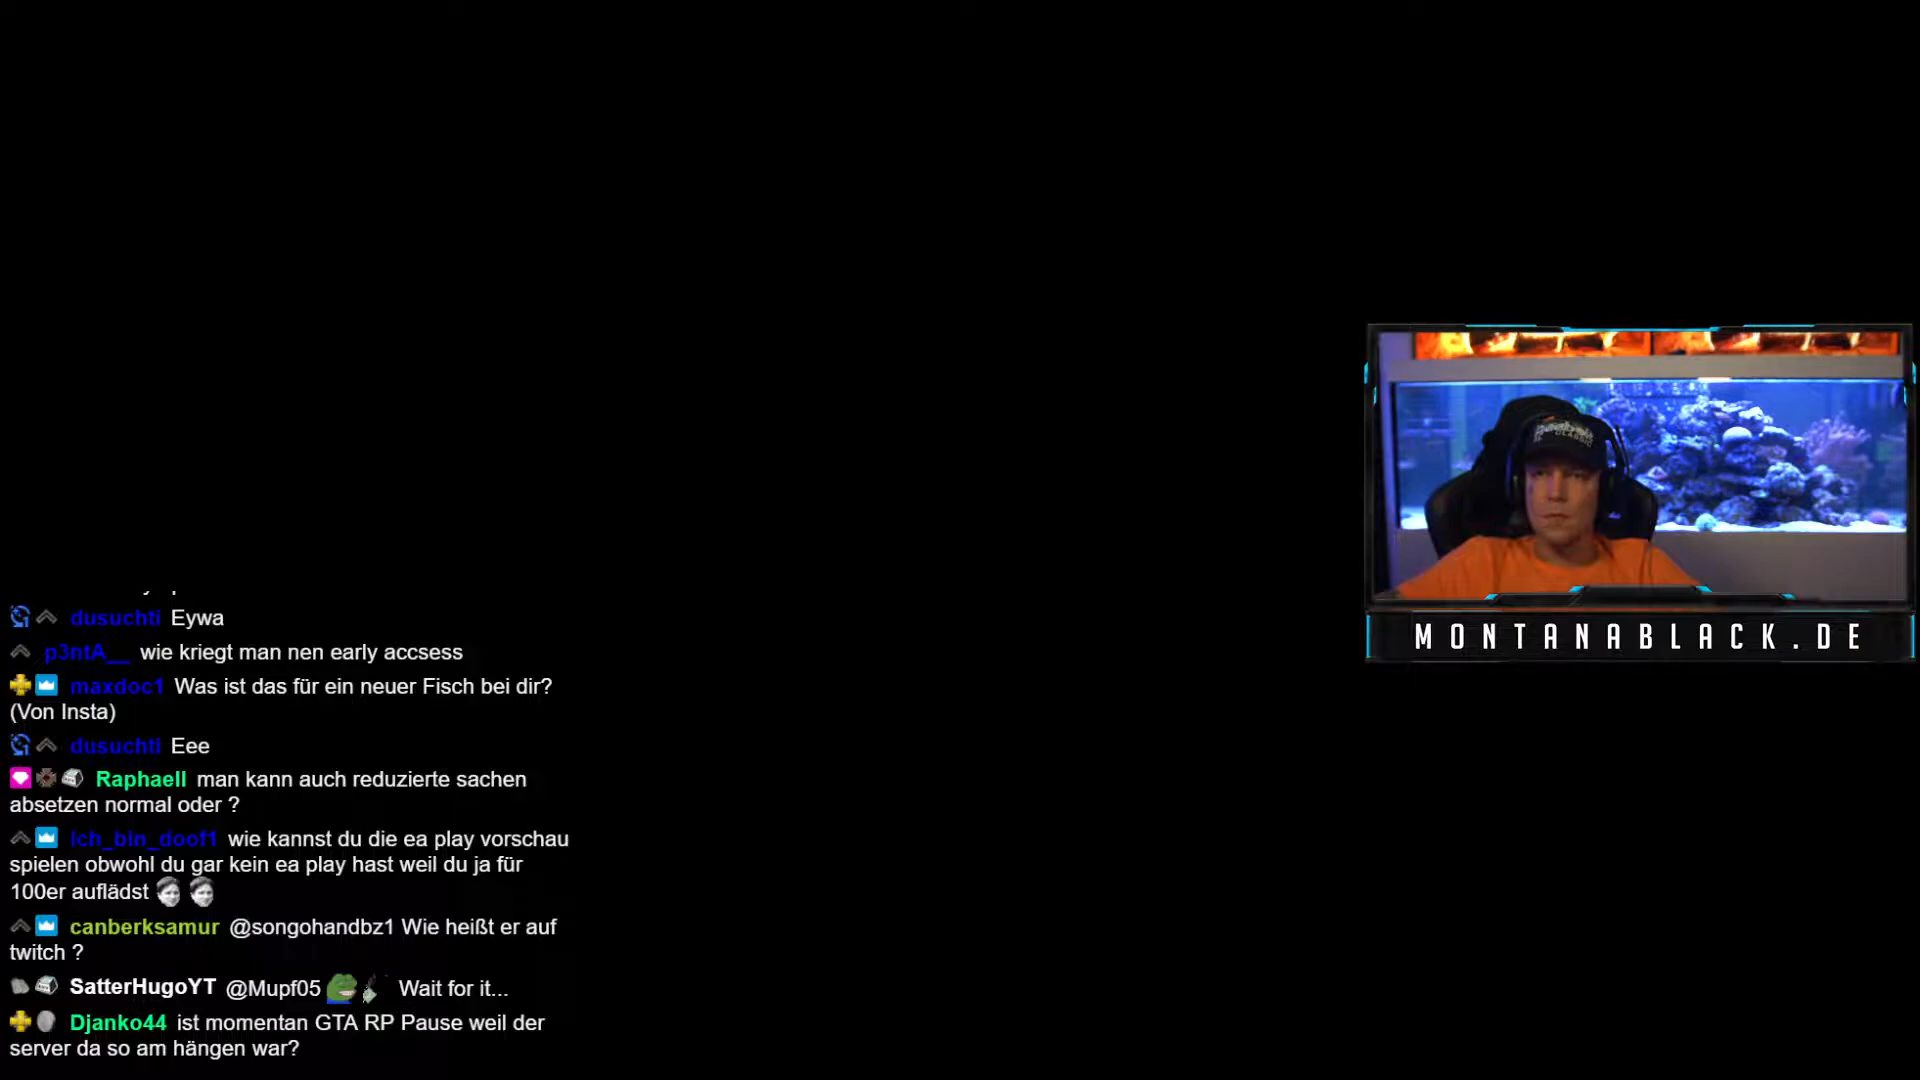 dusuchti Eywa
p3ntA__ wie kriegt man nen early accsess
maxdoc1 Was ist das für ein neuer Fisch bei dir?
(Von Insta)
dusuchti Eee
Raphaell man kann auch reduzierte sachen
absetzen normal oder ?
Ich_bin_doof1 wie kannst du die ea play vorschau
spielen obwohl du gar kein ea play hast weil du ja für
100er auflädst
canberksamur @songohandbz1 Wie heißt er auf
twitch ?
SatterHugoYT @Mupf05 Wait for it...
Djanko44 ist momentan GTA RP Pause weil der
server da so am hängen war?
Reebok
CLASSIC
MONTANABLACK.DE